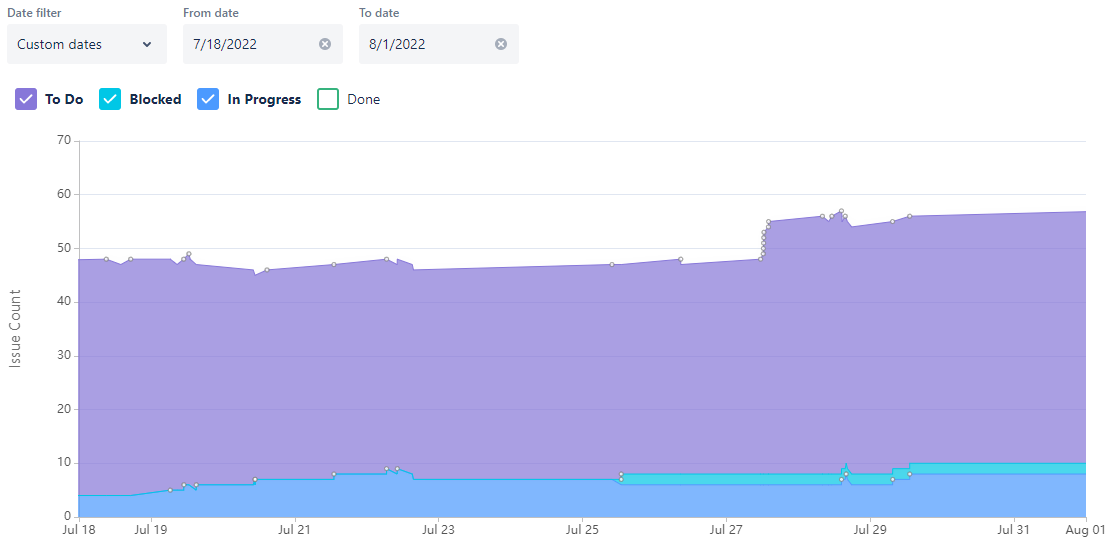 Date filter From date To date
Custom dates 7/18/2022 8/1/2022
To Do Blocked In Progress Done
70
60
50
40
30
20
10
0
Issue Count
Jul 18 Jul 19 Jul 21 Jul 23 Jul 25 Jul 27 Jul 29 Jul 31 Aug 01